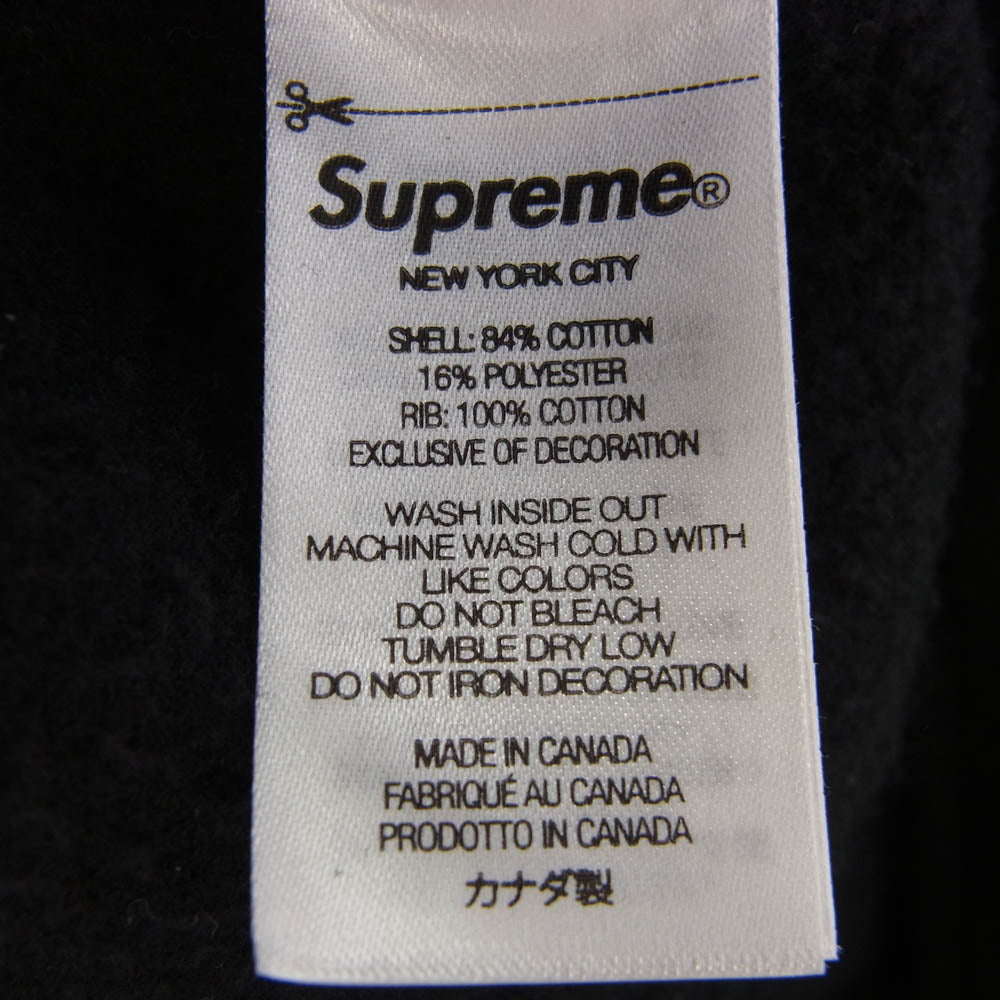 Supreme®
NEW YORK CITY
SHELL: 84% COTTON
16% POLYESTER
RIB: 100% COTTON
EXCLUSIVE OF DECORATION
WASH INSIDE OUT
MACHINE WASH COLD WITH
LIKE COLORS
DO NOT BLEACH
TUMBLE DRY LOW
DO NOT IRON DECORATION
MADE IN CANADA
FABRIQUÉ AU CANADA
PRODOTTO IN CANADA
カナダ製